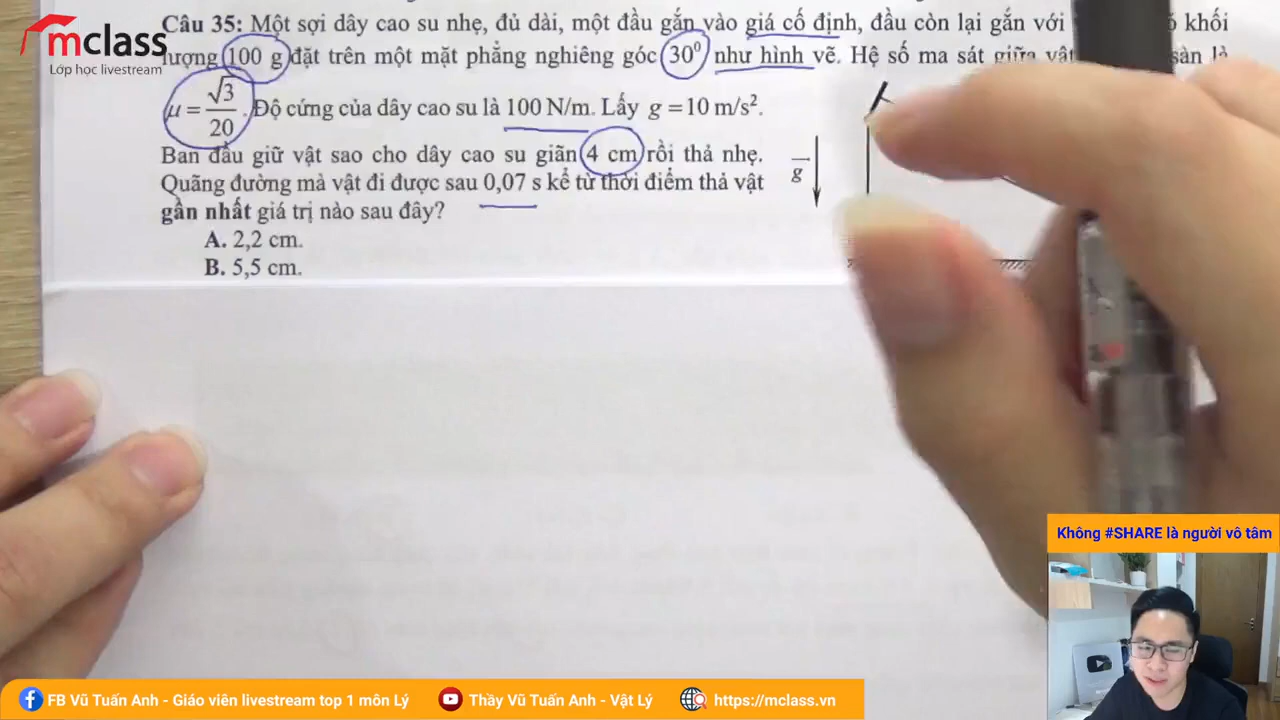 mclass
Lớp học livestream
Câu 35: Một sợi dây cao su nhẹ, đủ dài, một đầu gắn vào giá cố định, đầu còn lại gắn với khối
lượng 100 g đặt trên một mặt phẳng nghiêng góc 30⁰ như hình vẽ. Hệ số ma sát giữa vật sàn là
μ = √3/20. Độ cứng của dây cao su là 100 N/m. Lấy g = 10 m/s².
Ban đầu giữ vật sao cho dây cao su giãn 4 cm rồi thả nhẹ.
Quãng đường mà vật đi được sau 0,07 s kể từ thời điểm thả vật
gần nhất giá trị nào sau đây?
A. 2,2 cm.
B. 5,5 cm.
g
Không #SHARE là người vô tâm
FB Vũ Tuấn Anh - Giáo viên livestream top 1 môn Lý
Thầy Vũ Tuấn Anh - Vật Lý
https://mclass.vn